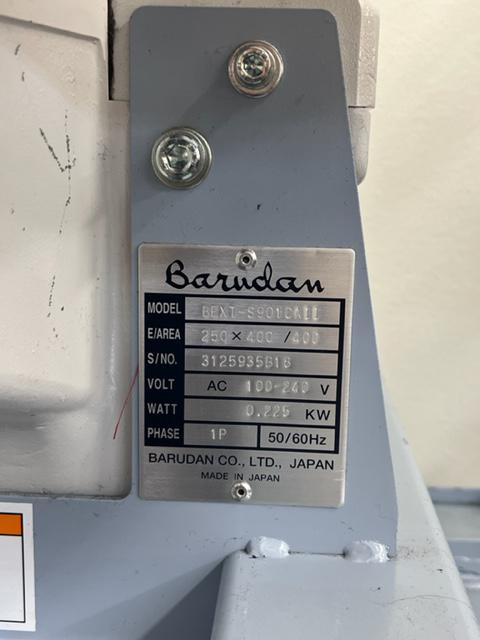 Barudan
MODEL BEXT-S901CAII
E/AREA 250 × 400 / 400
S/NO. 3125935B16
VOLT AC 100-240 V
WATT 0.225 KW
PHASE 1P 50/60Hz
BARUDAN CO., LTD., JAPAN
MADE IN JAPAN